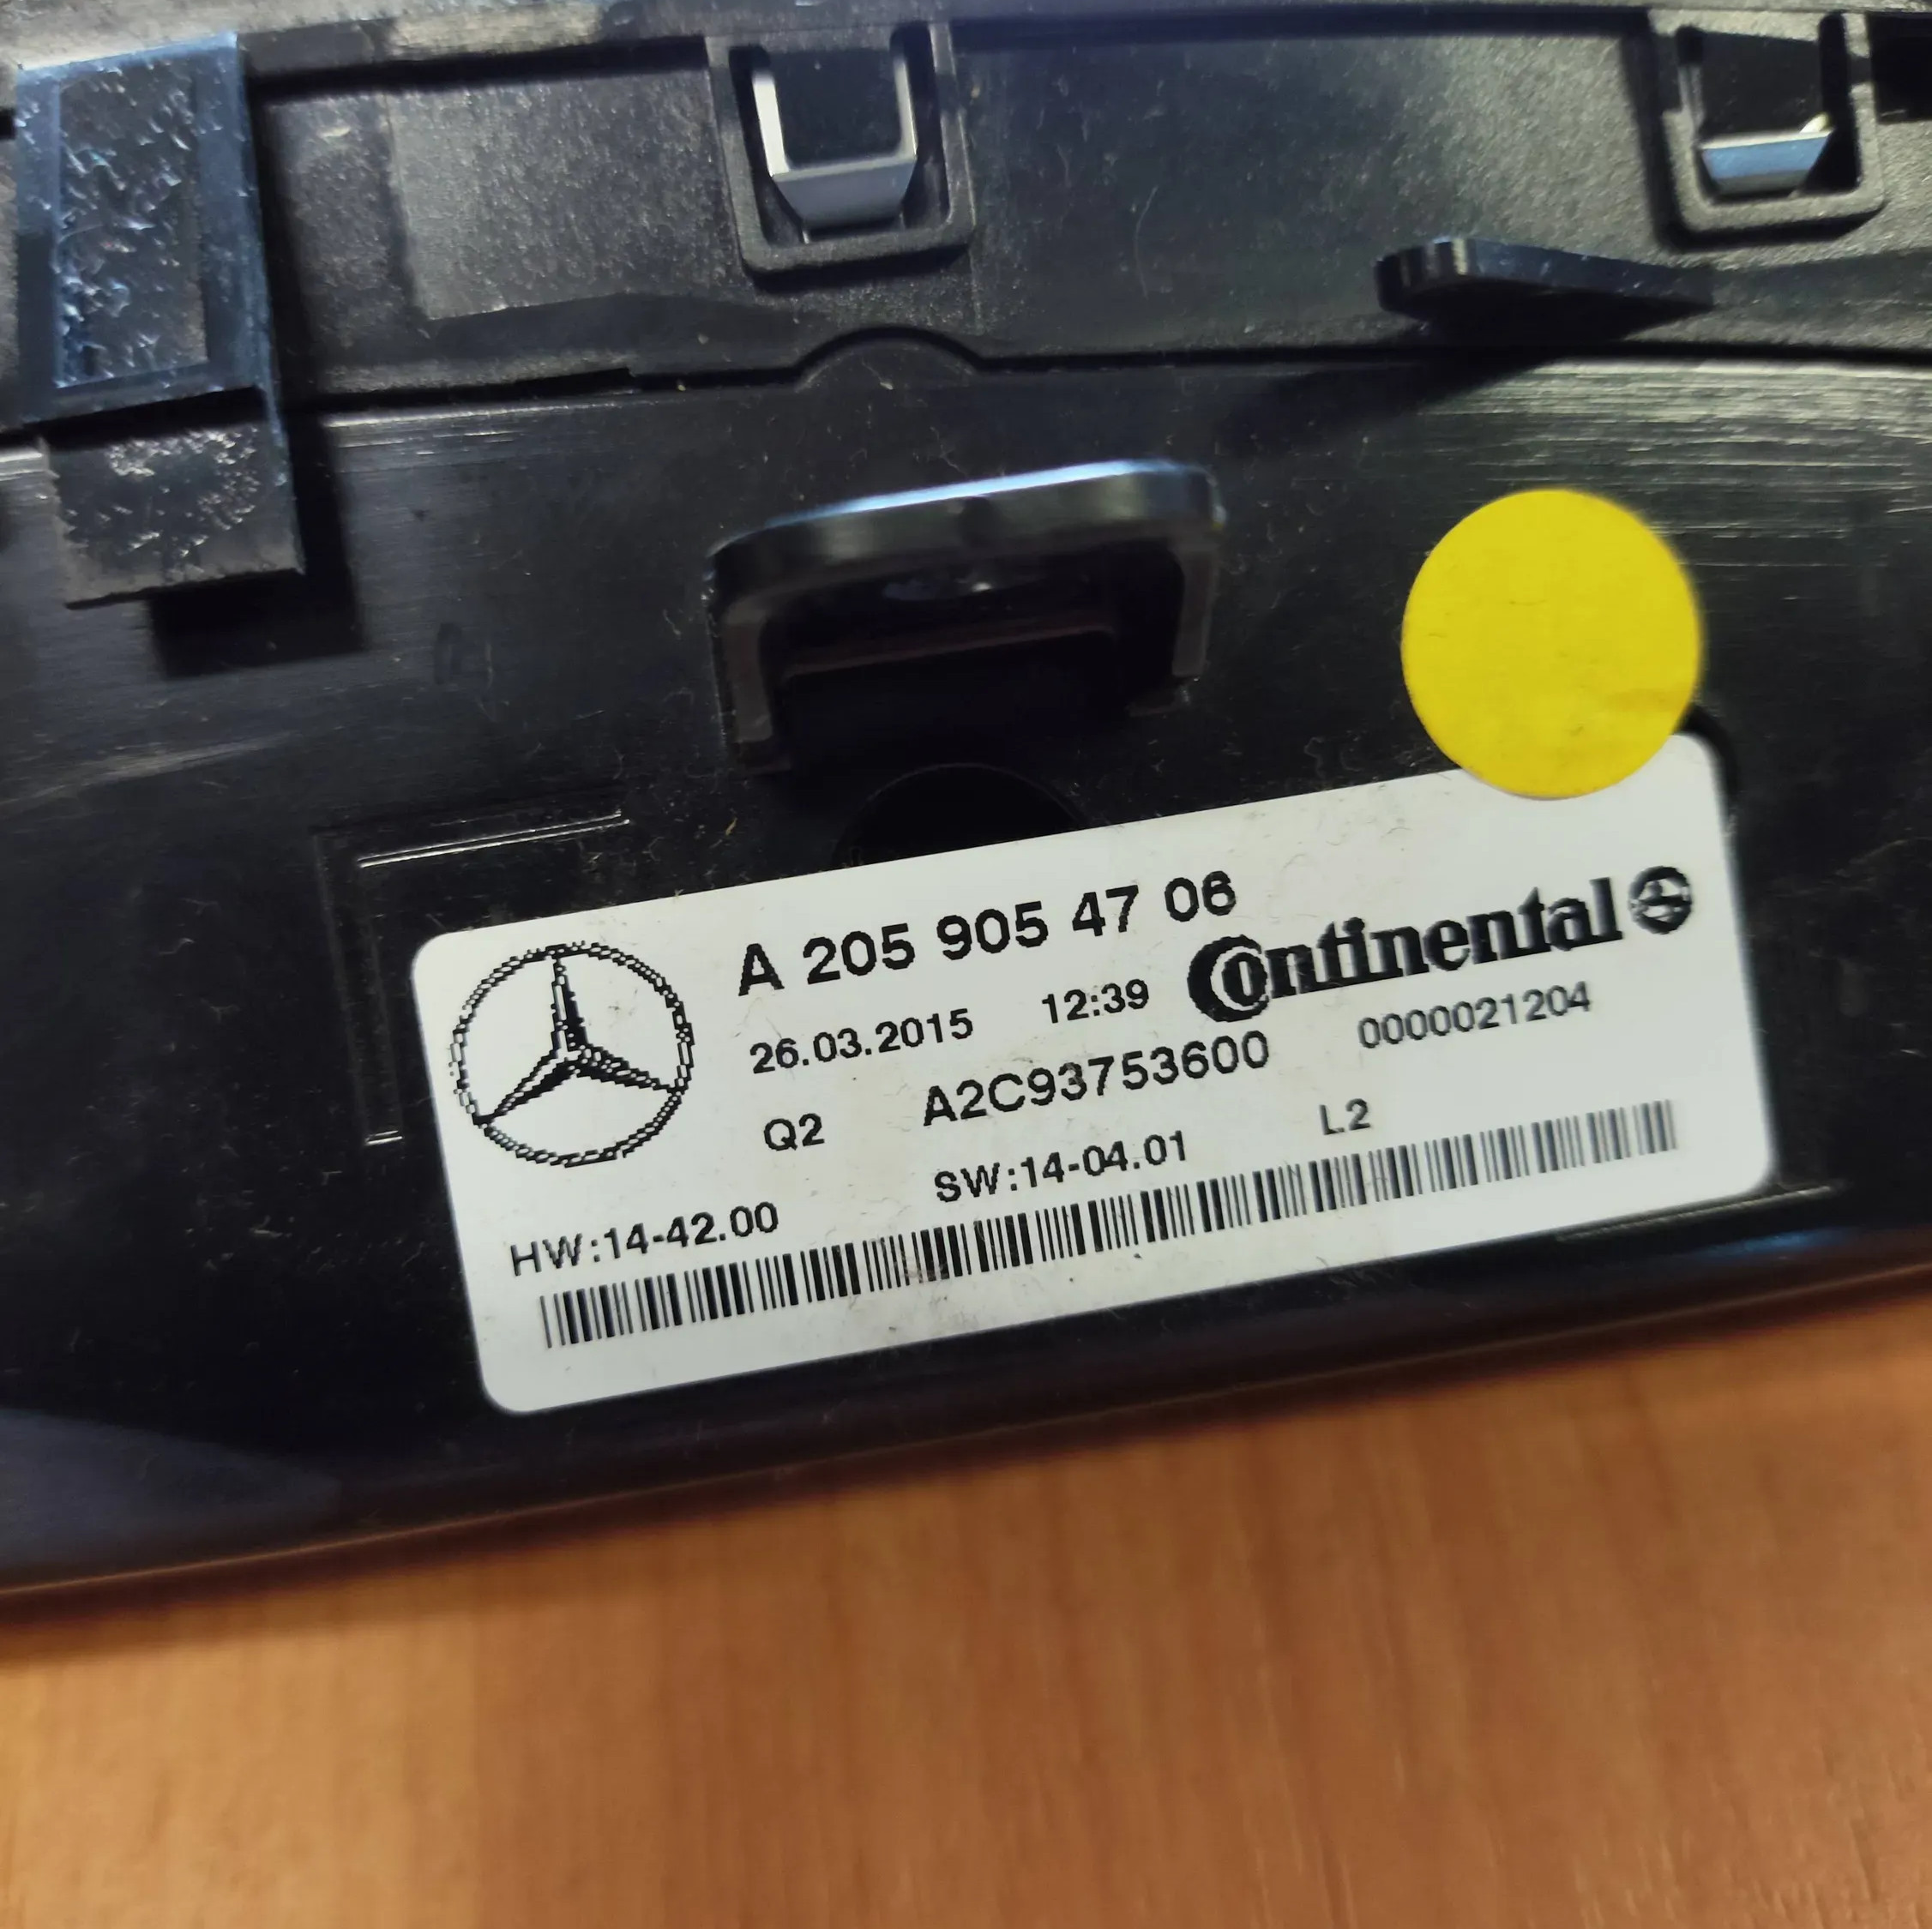 A 205 905 47 06
Continental
26.03.2015 12:39
0000021204
Q2 A2C93753600
HW:14-42.00 SW:14-04.01 L2